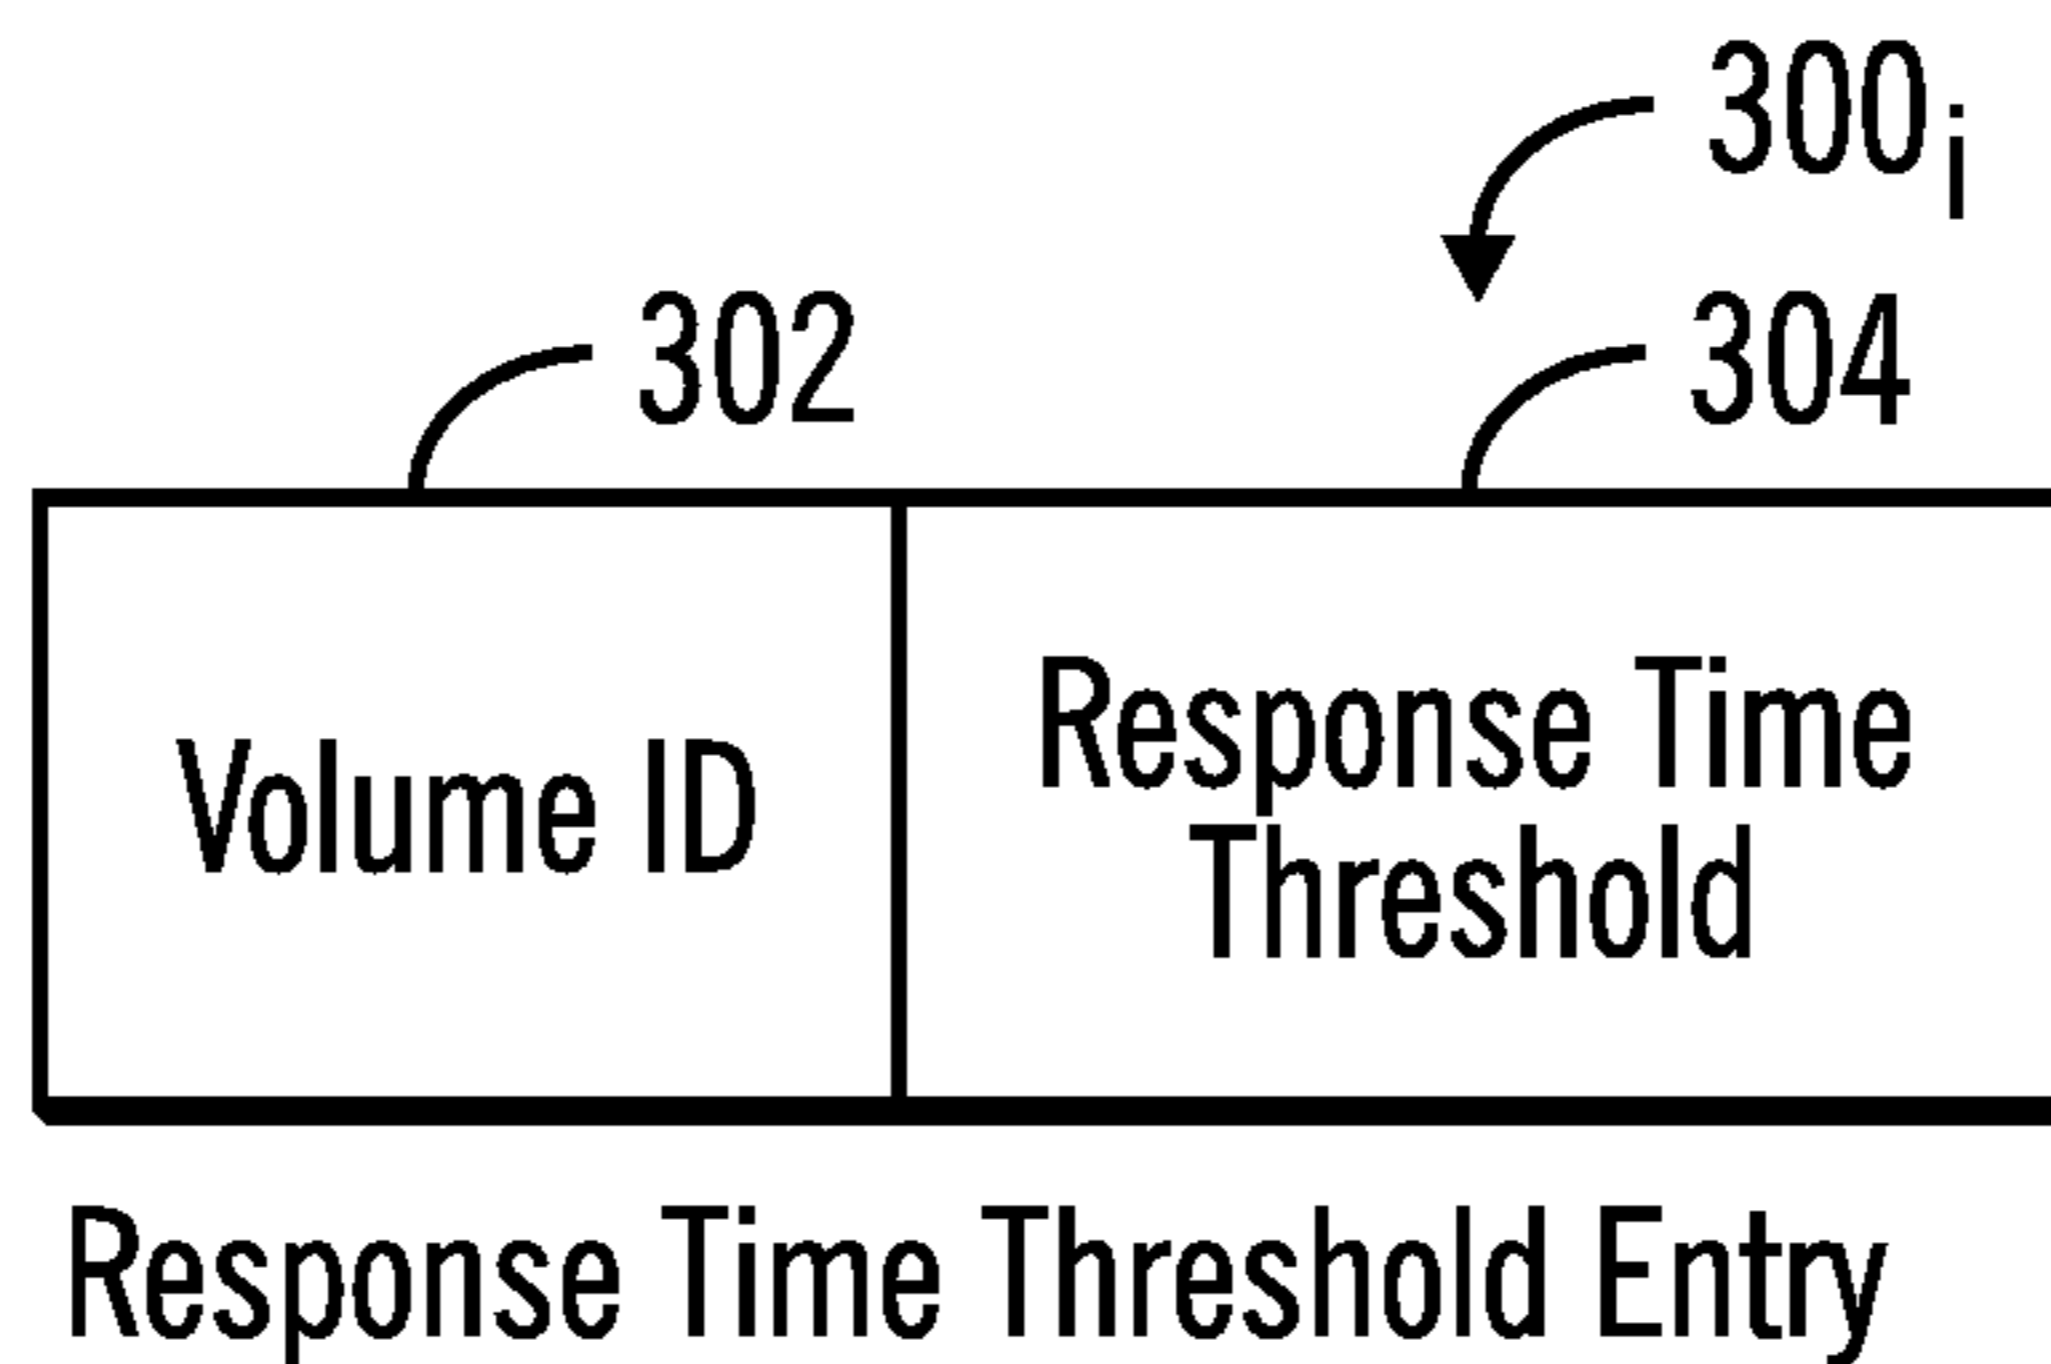 300i
302
304
Volume ID
Response Time
Threshold
Response Time Threshold Entry